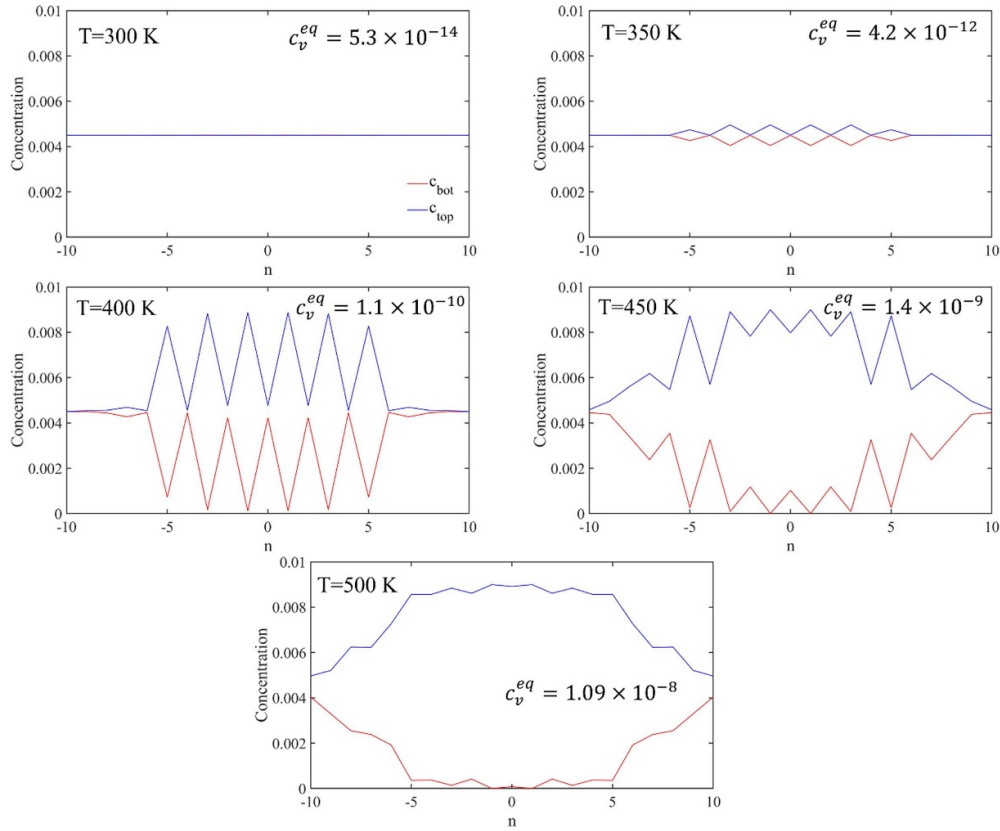 T=300 K
c_v^{eq} = 5.3 × 10^{-14}
0.01
0.008
0.006
0.004
0.002
0
Concentration
-10 -5 0 5 10
n
c_bot
c_top
T=350 K
c_v^{eq} = 4.2 × 10^{-12}
0.01
0.008
0.006
0.004
0.002
0
Concentration
-10 -5 0 5 10
n
T=400 K
c_v^{eq} = 1.1 × 10^{-10}
0.01
0.008
0.006
0.004
0.002
0
Concentration
-10 -5 0 5 10
n
T=450 K
c_v^{eq} = 1.4 × 10^{-9}
0.01
0.008
0.006
0.004
0.002
0
Concentration
-10 -5 0 5 10
n
T=500 K
c_v^{eq} = 1.09 × 10^{-8}
0.01
0.008
0.006
0.004
0.002
0
Concentration
-10 -5 0 5 10
n